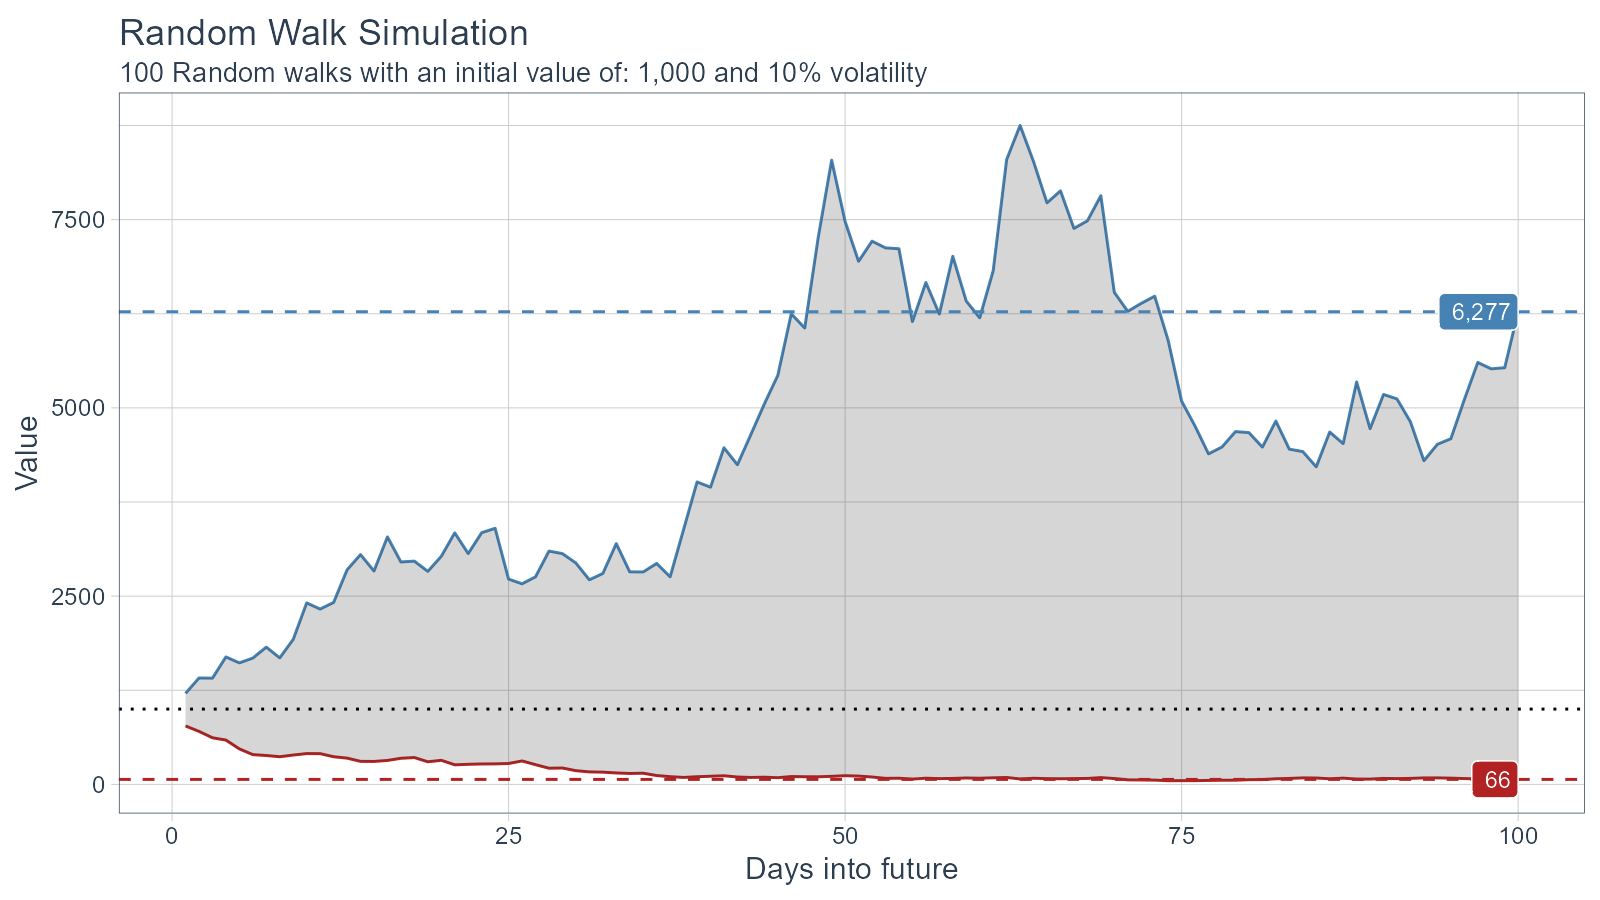 Random Walk Simulation
100 Random walks with an initial value of: 1,000 and 10% volatility
Value
7500
5000
2500
0
6,277
66
0 25 50 75 100
Days into future